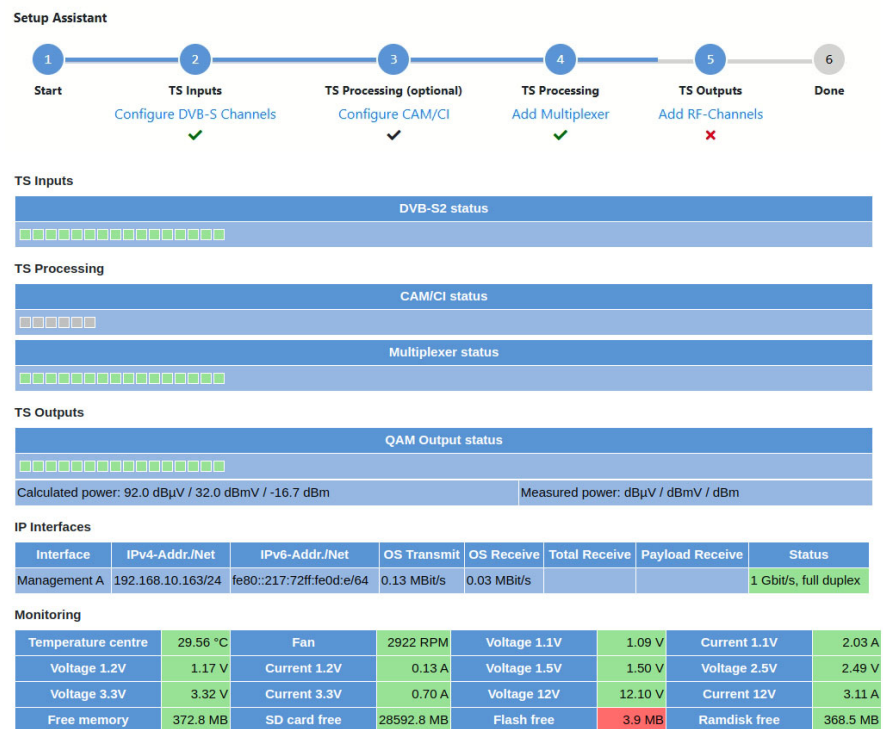 Setup Assistant
1 2 3 4 5 6
Start TS Inputs TS Processing (optional) TS Processing TS Outputs Done
Configure DVB-S Channels Configure CAM/CI Add Multiplexer Add RF-Channels
TS Inputs
DVB-S2 status
TS Processing
CAM/CI status
Multiplexer status
TS Outputs
QAM Output status
Calculated power: 92.0 dBµV / 32.0 dBmV / -16.7 dBm Measured power: dBµV / dBmV / dBm
IP Interfaces
Interface IPv4-Addr./Net IPv6-Addr./Net OS Transmit OS Receive Total Receive Payload Receive Status
Management A 192.168.10.163/24 fe80::217:72ff:fe0d:e/64 0.13 MBit/s 0.03 MBit/s 1 Gbit/s, full duplex
Monitoring
Temperature centre 29.56 °C Fan 2922 RPM Voltage 1.1V 1.09 V Current 1.1V 2.03 A
Voltage 1.2V 1.17 V Current 1.2V 0.13 A Voltage 1.5V 1.50 V Voltage 2.5V 2.49 V
Voltage 3.3V 3.32 V Current 3.3V 0.70 A Voltage 12V 12.10 V Current 12V 3.11 A
Free memory 372.8 MB SD card free 28592.8 MB Flash free 3.9 MB Ramdisk free 368.5 MB